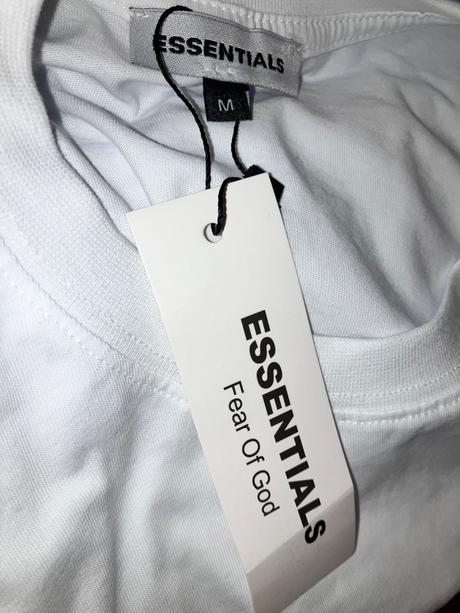 ESSENTIALS
M
ESSENTIALS
Fear Of God